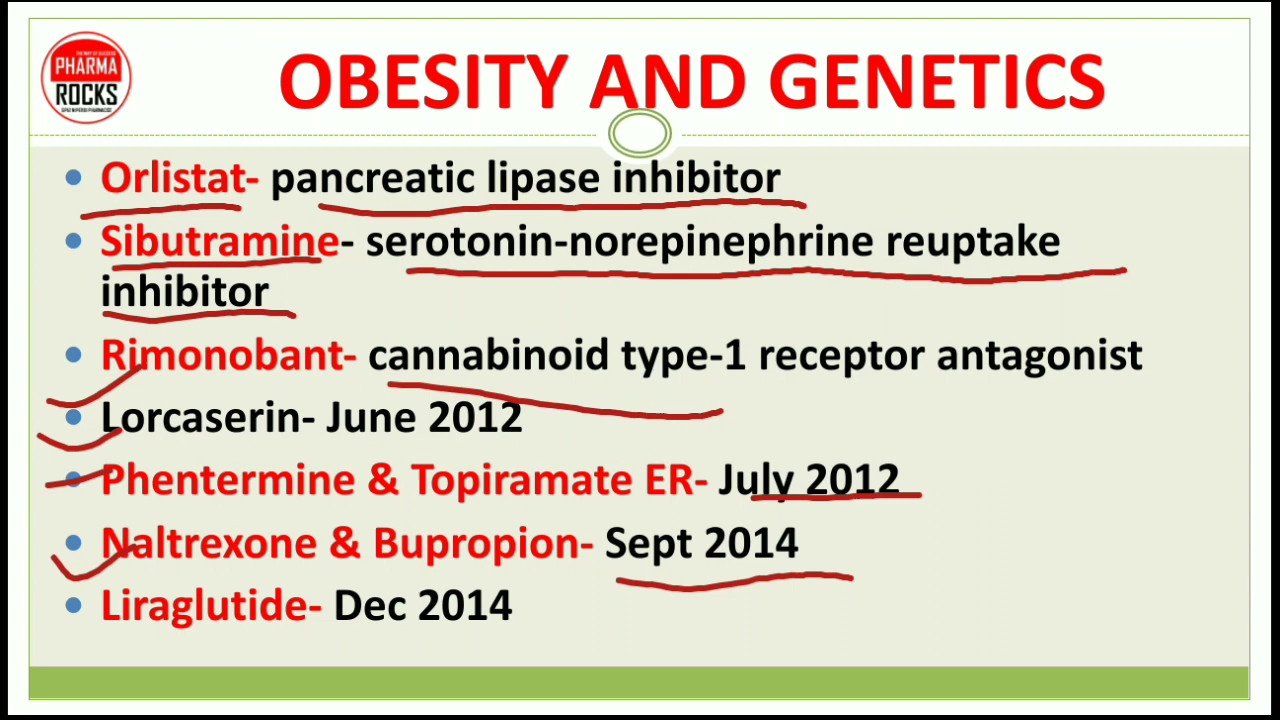 PHARMA
ROCKS
OBESITY AND GENETICS
Orlistat- pancreatic lipase inhibitor
Sibutramine- serotonin-norepinephrine reuptake
inhibitor
Rimonobant- cannabinoid type-1 receptor antagonist
Lorcaserin- June 2012
Phentermine & Topiramate ER- July 2012
Naltrexone & Bupropion- Sept 2014
Liraglutide- Dec 2014